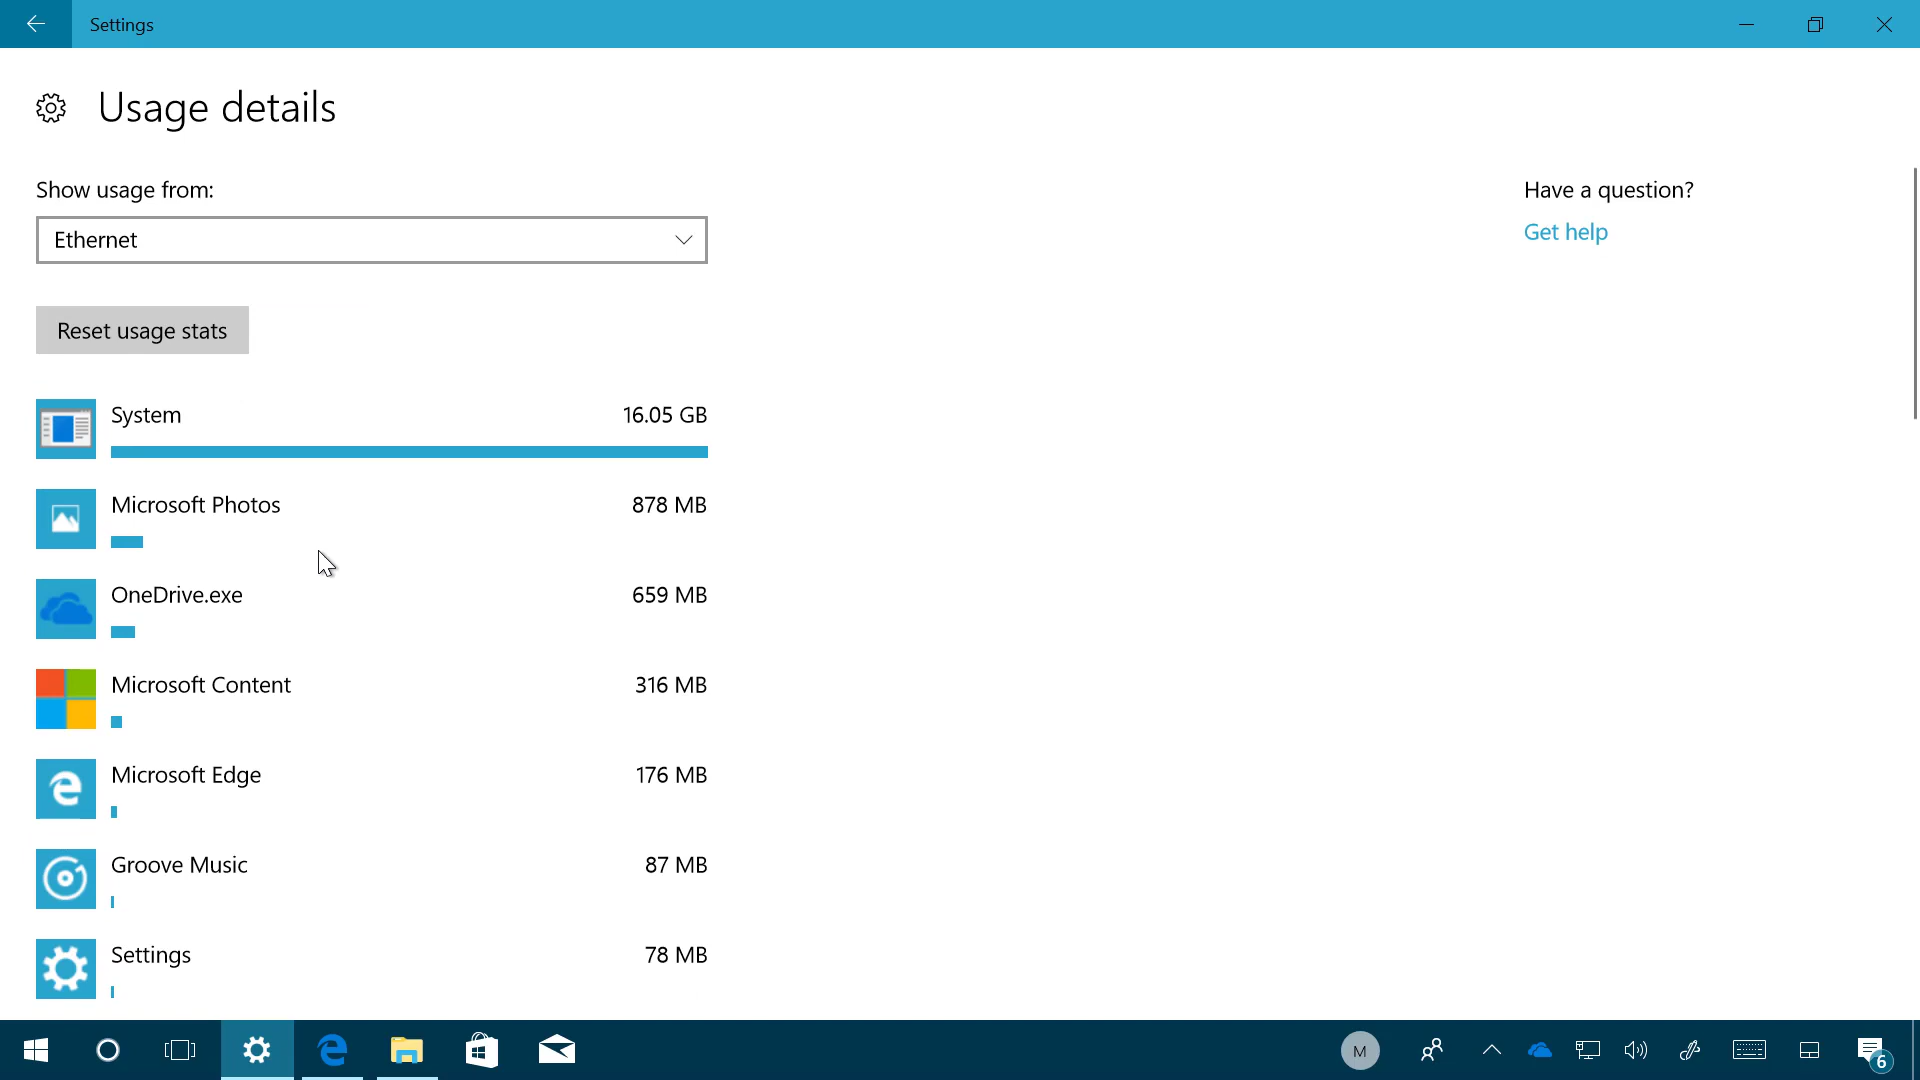 Settings
Usage details
Show usage from:
Ethernet
Reset usage stats
System 16.05 GB
Microsoft Photos 878 MB
OneDrive.exe 659 MB
Microsoft Content 316 MB
Microsoft Edge 176 MB
Groove Music 87 MB
Settings 78 MB
Have a question?
Get help
M
6